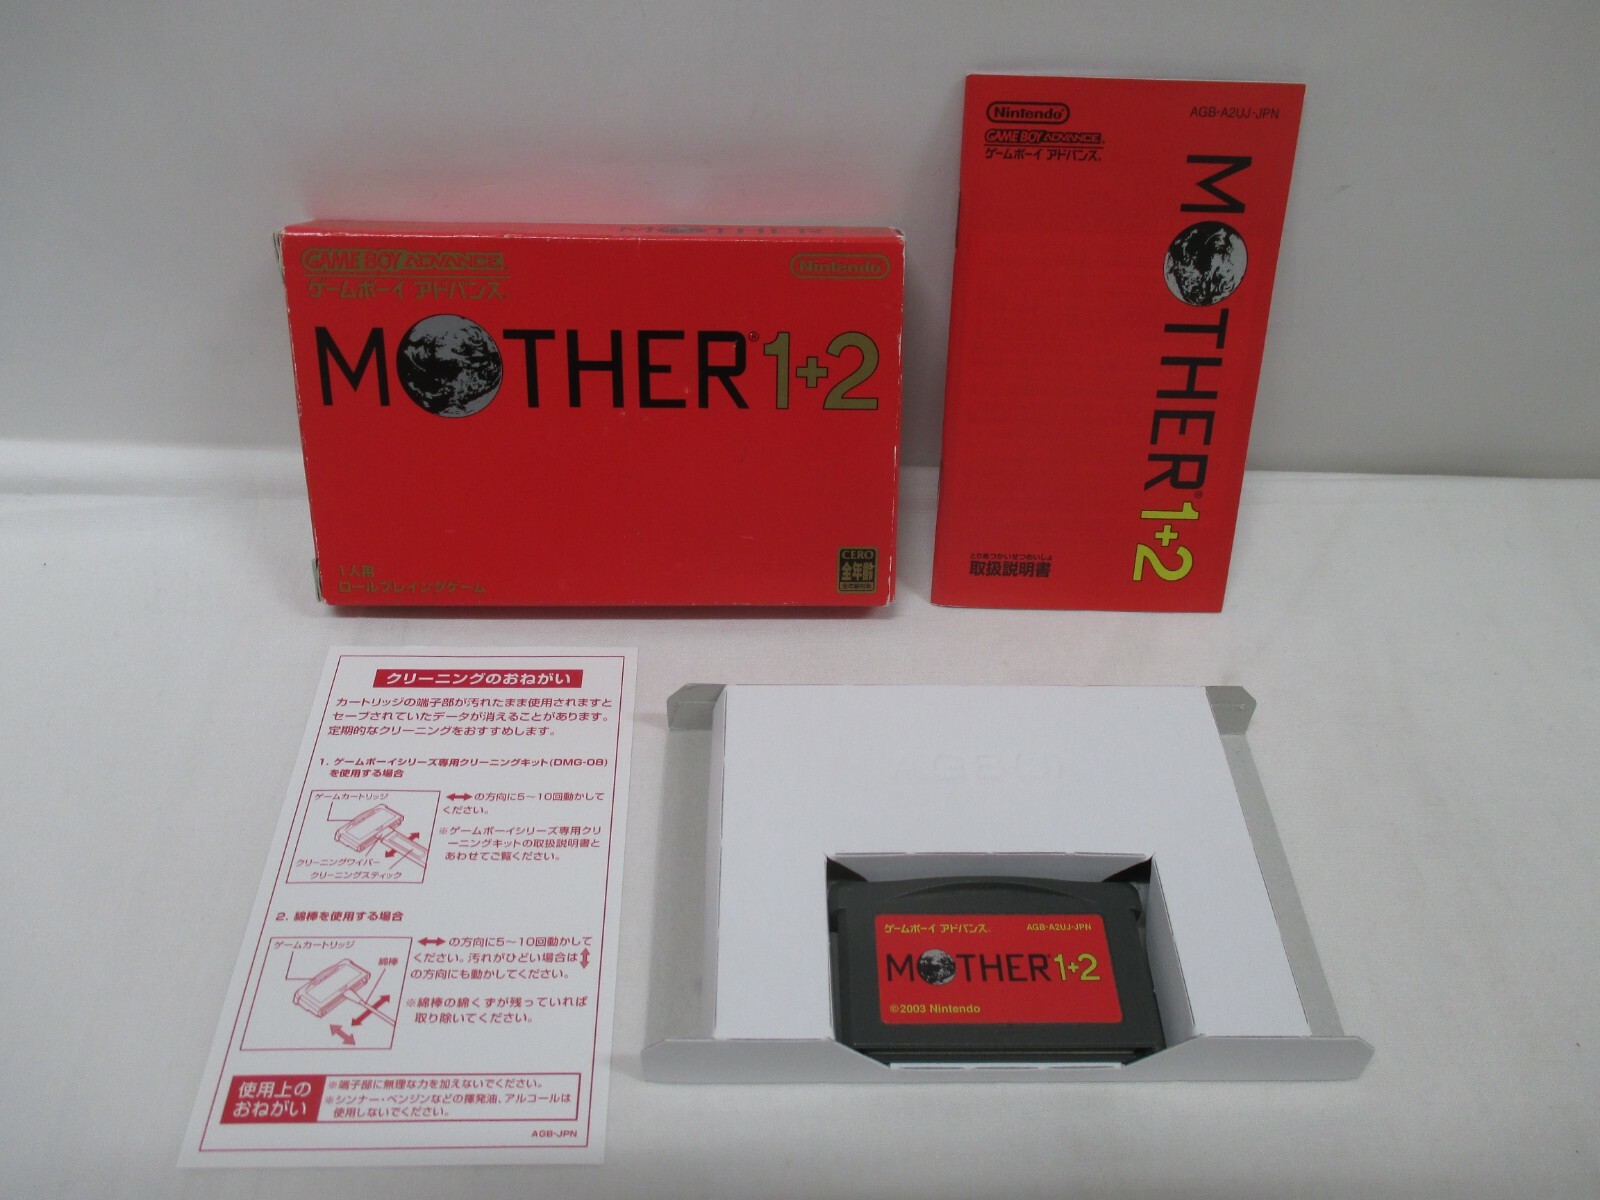 MOTHER 1
GAME BOY ADVANCE
ゲームボーイ アドバンス
Nintendo
MOTHER® 1+2
1人用
ロールプレイングゲーム
CERO
全年齢
Nintendo
AGB-A2UJ-JPN
GAME BOY ADVANCE
ゲームボーイ アドバンス
MOTHER® 1+2
とりあつかいせつめいしょ
取扱説明書
クリーニングのおねがい
カートリッジの端子部が汚れたまま使用されますと
セーブされていたデータが消えることがあります。
定期的なクリーニングをおすすめします。
1. ゲームボーイシリーズ専用クリーニングキット(DMG-08)
を使用する場合
ゲームカートリッジ
クリーニングワイパー
クリーニングスティック
↔の方向に5〜10回動かして
ください。
※ゲームボーイシリーズ専用クリ
ーニングキットの取扱説明書と
あわせてご覧ください。
2. 綿棒を使用する場合
ゲームカートリッジ
綿棒
↔の方向に5〜10回動かして
ください。汚れがひどい場合は↕
の方向にも動かしてください。
※綿棒の綿くずが残っていれば
取り除いてください。
使用上の
おねがい
※端子部に無理な力を加えないでください。
※シンナー・ベンジンなどの揮発油、アルコールは
使用しないでください。
AGB-JPN
ゲームボーイ アドバンス
AGB-A2UJ-JPN
MOTHER 1+2
©2003 Nintendo